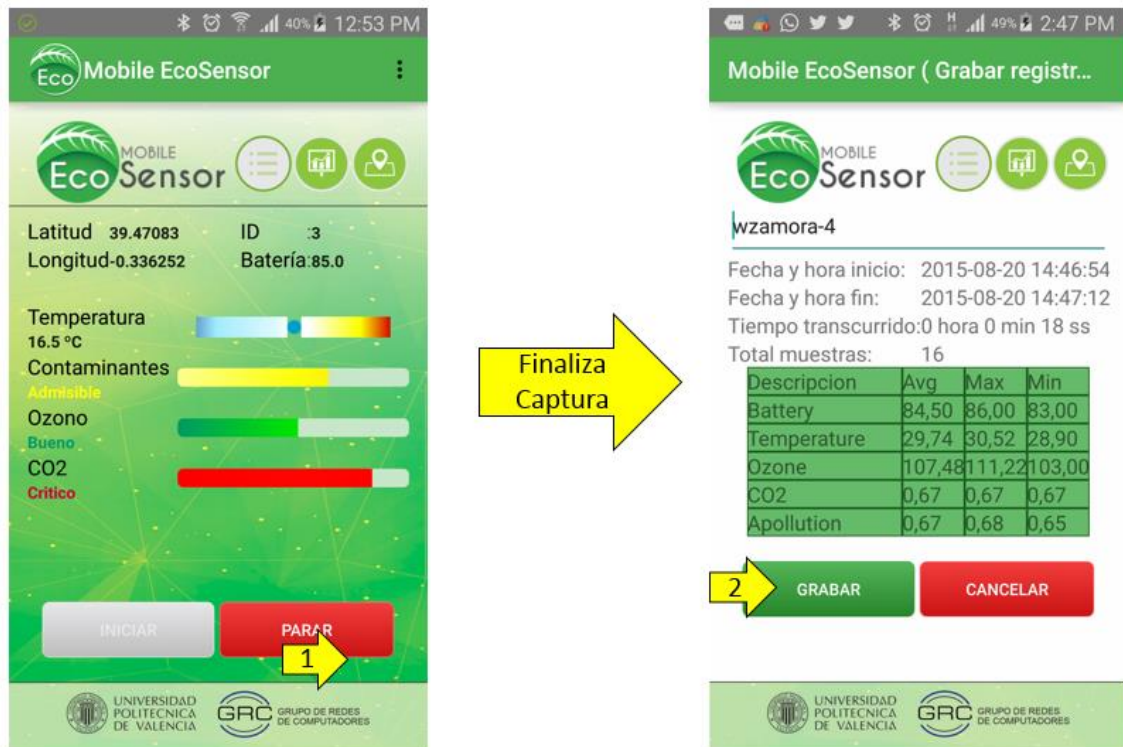 40% 12:53 PM
Eco Mobile EcoSensor
MOBILE
EcoSensor
Latitud 39.47083 ID :3
Longitud-0.336252 Batería:85.0
Temperatura
16.5 ºC
Contaminantes
Admisible
Ozono
Bueno
CO2
Critico
INICIAR PARAR
1
UNIVERSIDAD
POLITECNICA
DE VALENCIA
GRC GRUPO DE REDES
DE COMPUTADORES
Finaliza
Captura
H 49% 2:47 PM
Mobile EcoSensor ( Grabar registr...
MOBILE
EcoSensor
wzamora-4
Fecha y hora inicio: 2015-08-20 14:46:54
Fecha y hora fin: 2015-08-20 14:47:12
Tiempo transcurrido:0 hora 0 min 18 ss
Total muestras: 16
Descripcion Avg Max Min
Battery 84,50 86,00 83,00
Temperature 29,74 30,52 28,90
Ozone 107,48 111,22 103,00
CO2 0,67 0,67 0,67
Apollution 0,67 0,68 0,65
2 GRABAR CANCELAR
UNIVERSIDAD
POLITECNICA
DE VALENCIA
GRC GRUPO DE REDES
DE COMPUTADORES